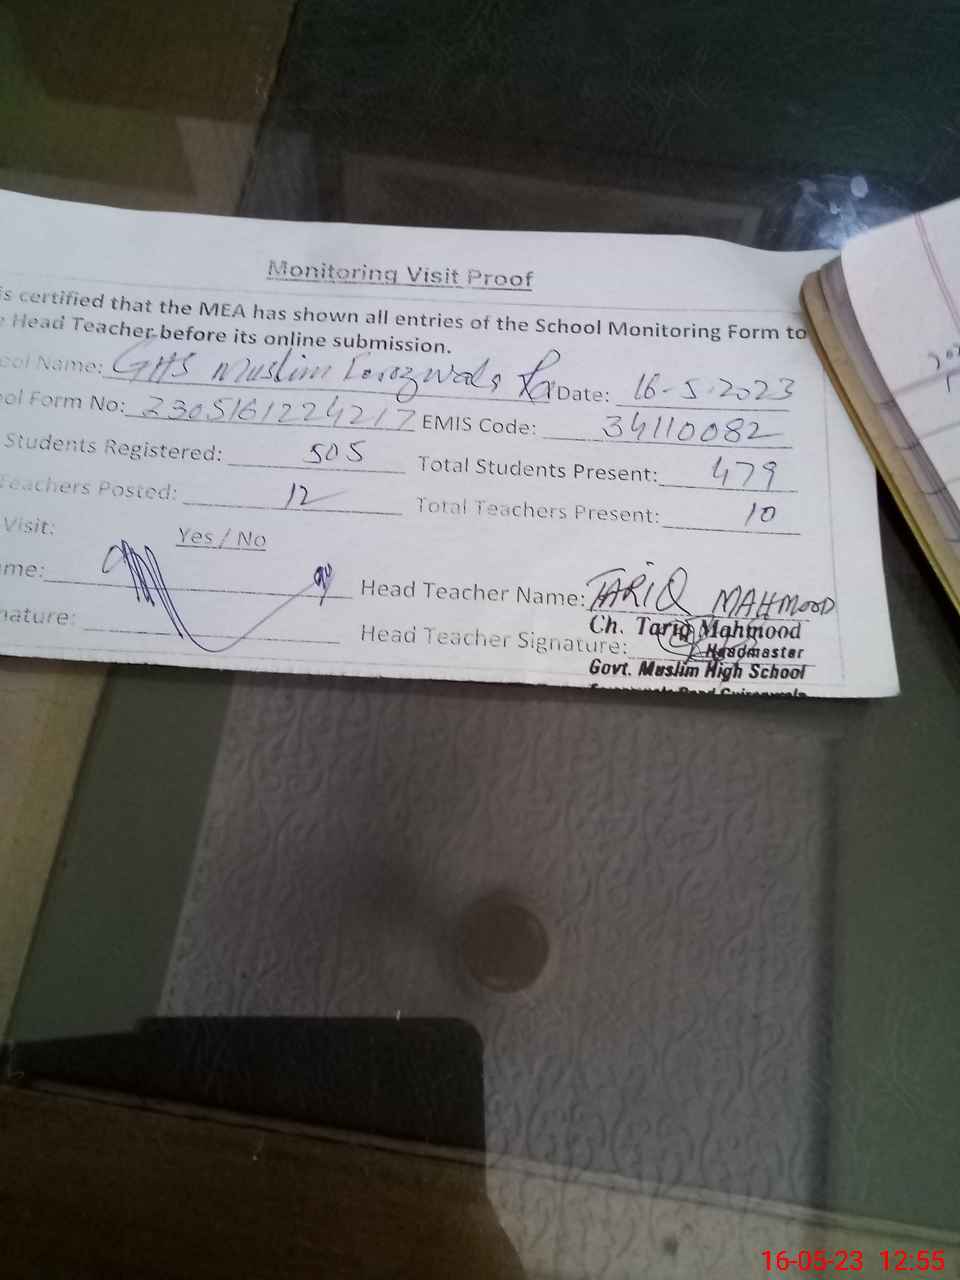 Monitoring Visit Proof
is certified that the MEA has shown all entries of the School Monitoring Form to
Head Teacher before its online submission.
ool Name: GHS Muslim Ferozwala Date: 16-5-2023
ool Form No: 2305161224217 EMIS Code: 34110082
Students Registered: 505 Total Students Present: 479
Teachers Posted: 12 Total Teachers Present: 10
Visit: Yes / No
me: Head Teacher Name: TARIQ MAHMOOD
nature: Head Teacher Signature:
Ch. Tariq Mahmood
Headmaster
Govt. Muslim High School
16-05-23 12:55